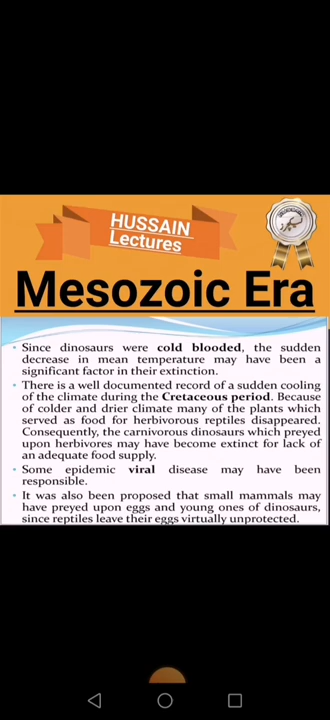 HUSSAIN
Lectures
Mesozoic Era
• Since dinosaurs were cold blooded, the sudden
decrease in mean temperature may have been a
significant factor in their extinction.
• There is a well documented record of a sudden cooling
of the climate during the Cretaceous period. Because
of colder and drier climate many of the plants which
served as food for herbivorous reptiles disappeared.
Consequently, the carnivorous dinosaurs which preyed
upon herbivores may have become extinct for lack of
an adequate food supply.
• Some epidemic viral disease may have been
responsible.
• It was also been proposed that small mammals may
have preyed upon eggs and young ones of dinosaurs,
since reptiles leave their eggs virtually unprotected.